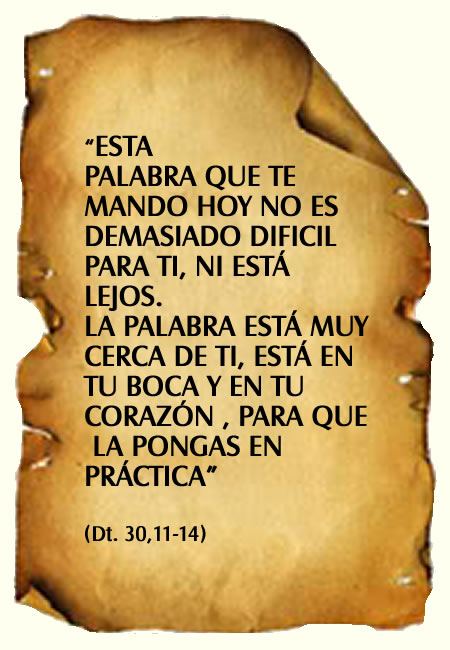 “ESTA
PALABRA QUE TE
MANDO HOY NO ES
DEMASIADO DIFICIL
PARA TI, NI ESTÁ
LEJOS.
LA PALABRA ESTÁ MUY
CERCA DE TI, ESTÁ EN
TU BOCA Y EN TU
CORAZÓN , PARA QUE
LA PONGAS EN
PRÁCTICA”
(Dt. 30,11-14)